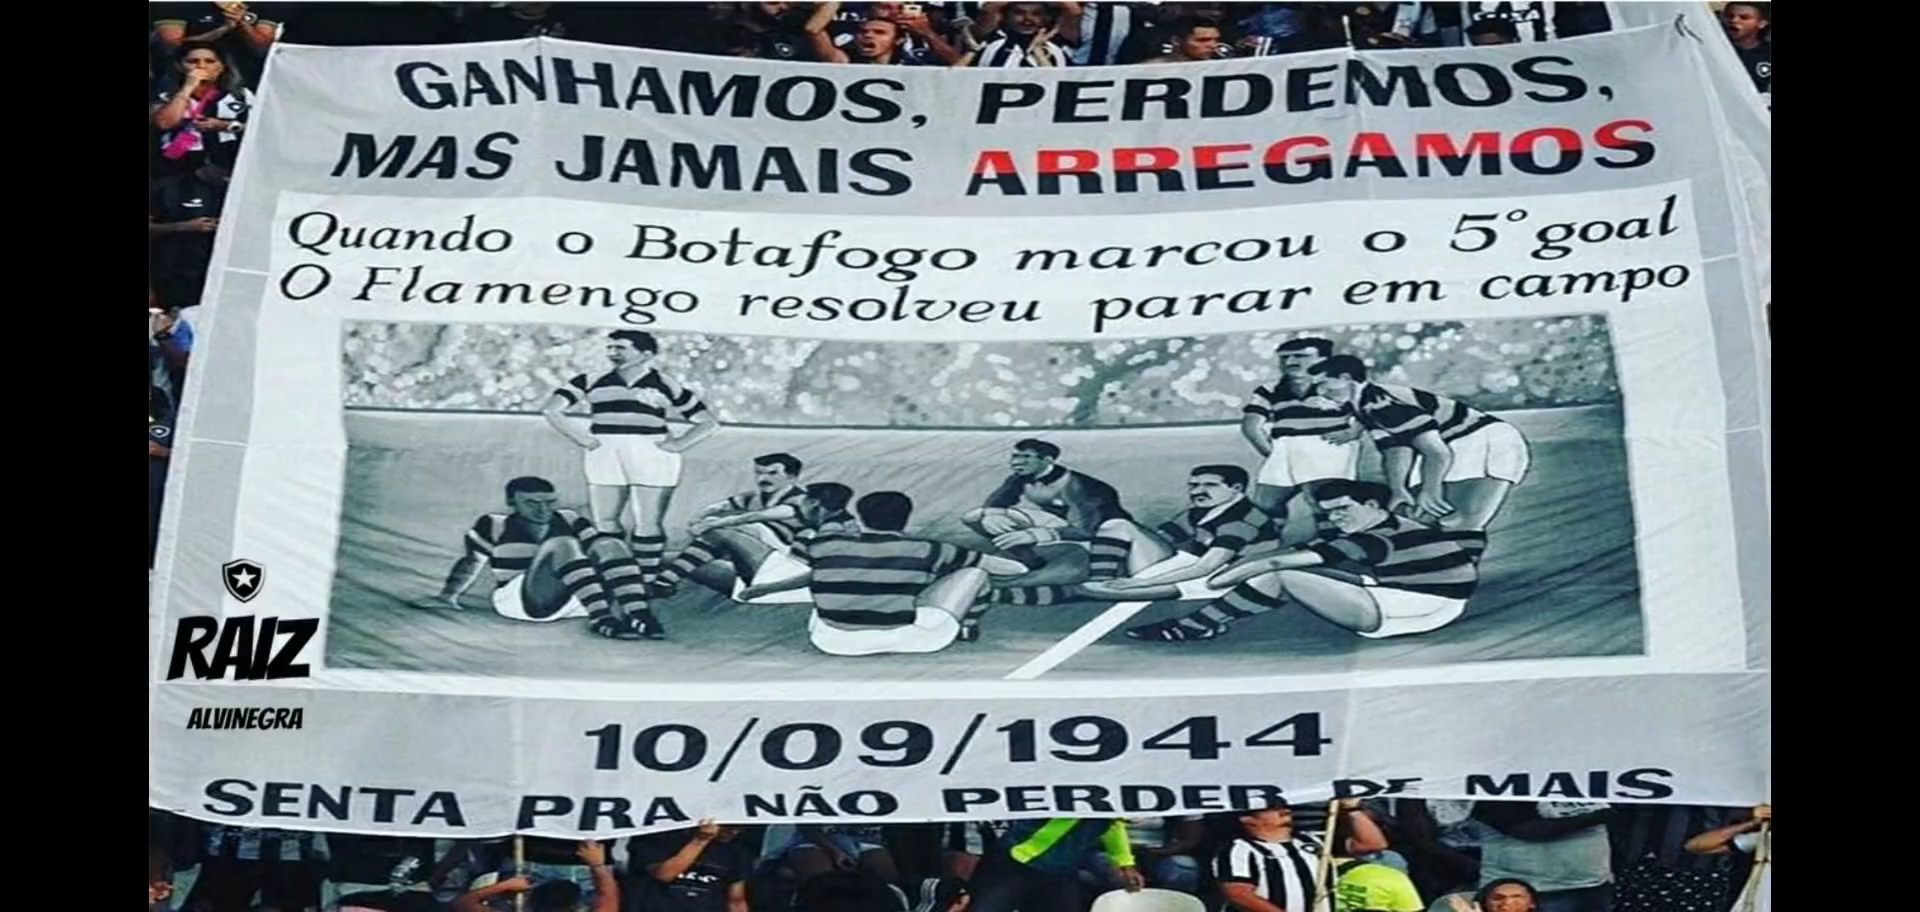 GANHAMOS, PERDEMOS,
MAS JAMAIS ARREGAMOS
Quando o Botafogo marcou o 5º goal
O Flamengo resolveu parar em campo
RAIZ
ALVINEGRA
10/09/1944
SENTA PRA NÃO PERDER DE MAIS